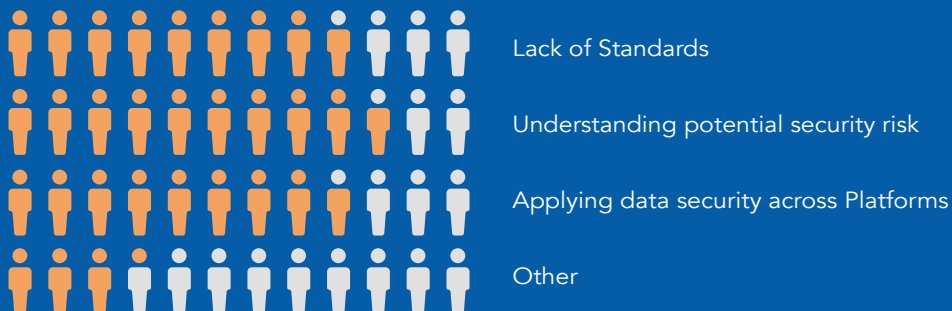 Lack of Standards
Understanding potential security risk
Applying data security across Platforms
Other